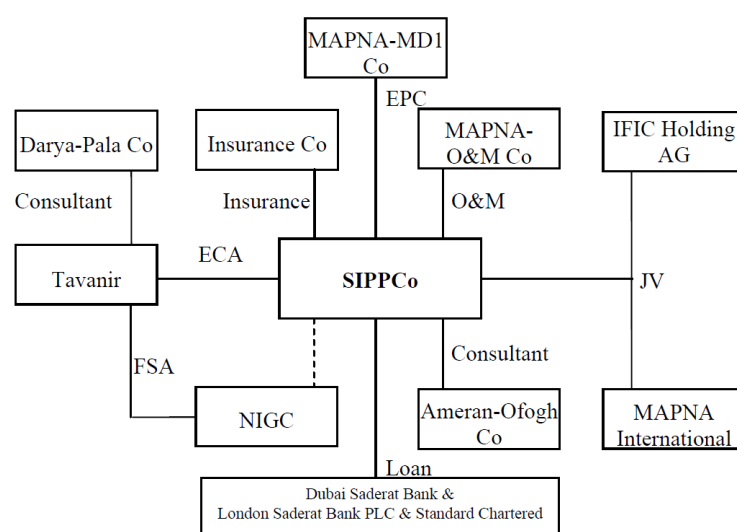 MAPNA-MD1
Co
EPC
Darya-Pala Co
Insurance Co
MAPNA-
O&M Co
IFIC Holding
AG
Consultant
Insurance
O&M
Tavanir
ECA
SIPPCo
JV
FSA
Consultant
NIGC
Ameran-Ofogh
Co
MAPNA
International
Loan
Dubai Saderat Bank &
London Saderat Bank PLC & Standard Chartered